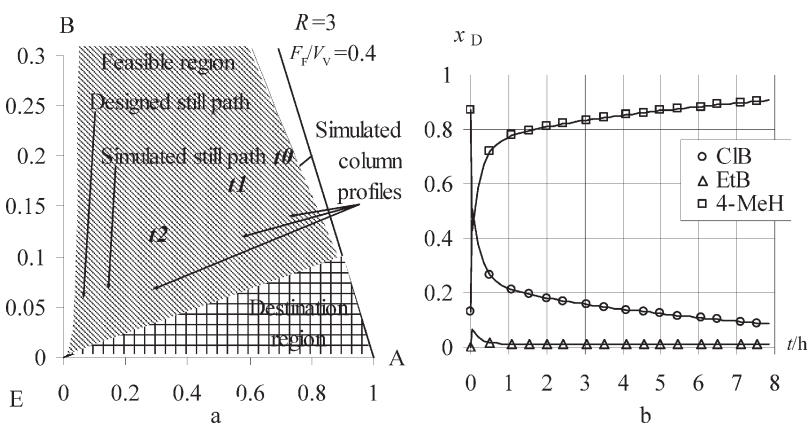 B
R=3
F_F/V_V=0.4
0.3
0.25
0.2
0.15
0.1
0.05
0
Feasible region
Designed still path
Simulated still path t0
t1
t2
Simulated
column
profiles
Destination
region
A
E
0 0.2 0.4 0.6 0.8 1
a
x_D
1
0.8
0.6
0.4
0.2
0
ClB
EtB
4-MeH
t/h
0 1 2 3 4 5 6 7 8
b